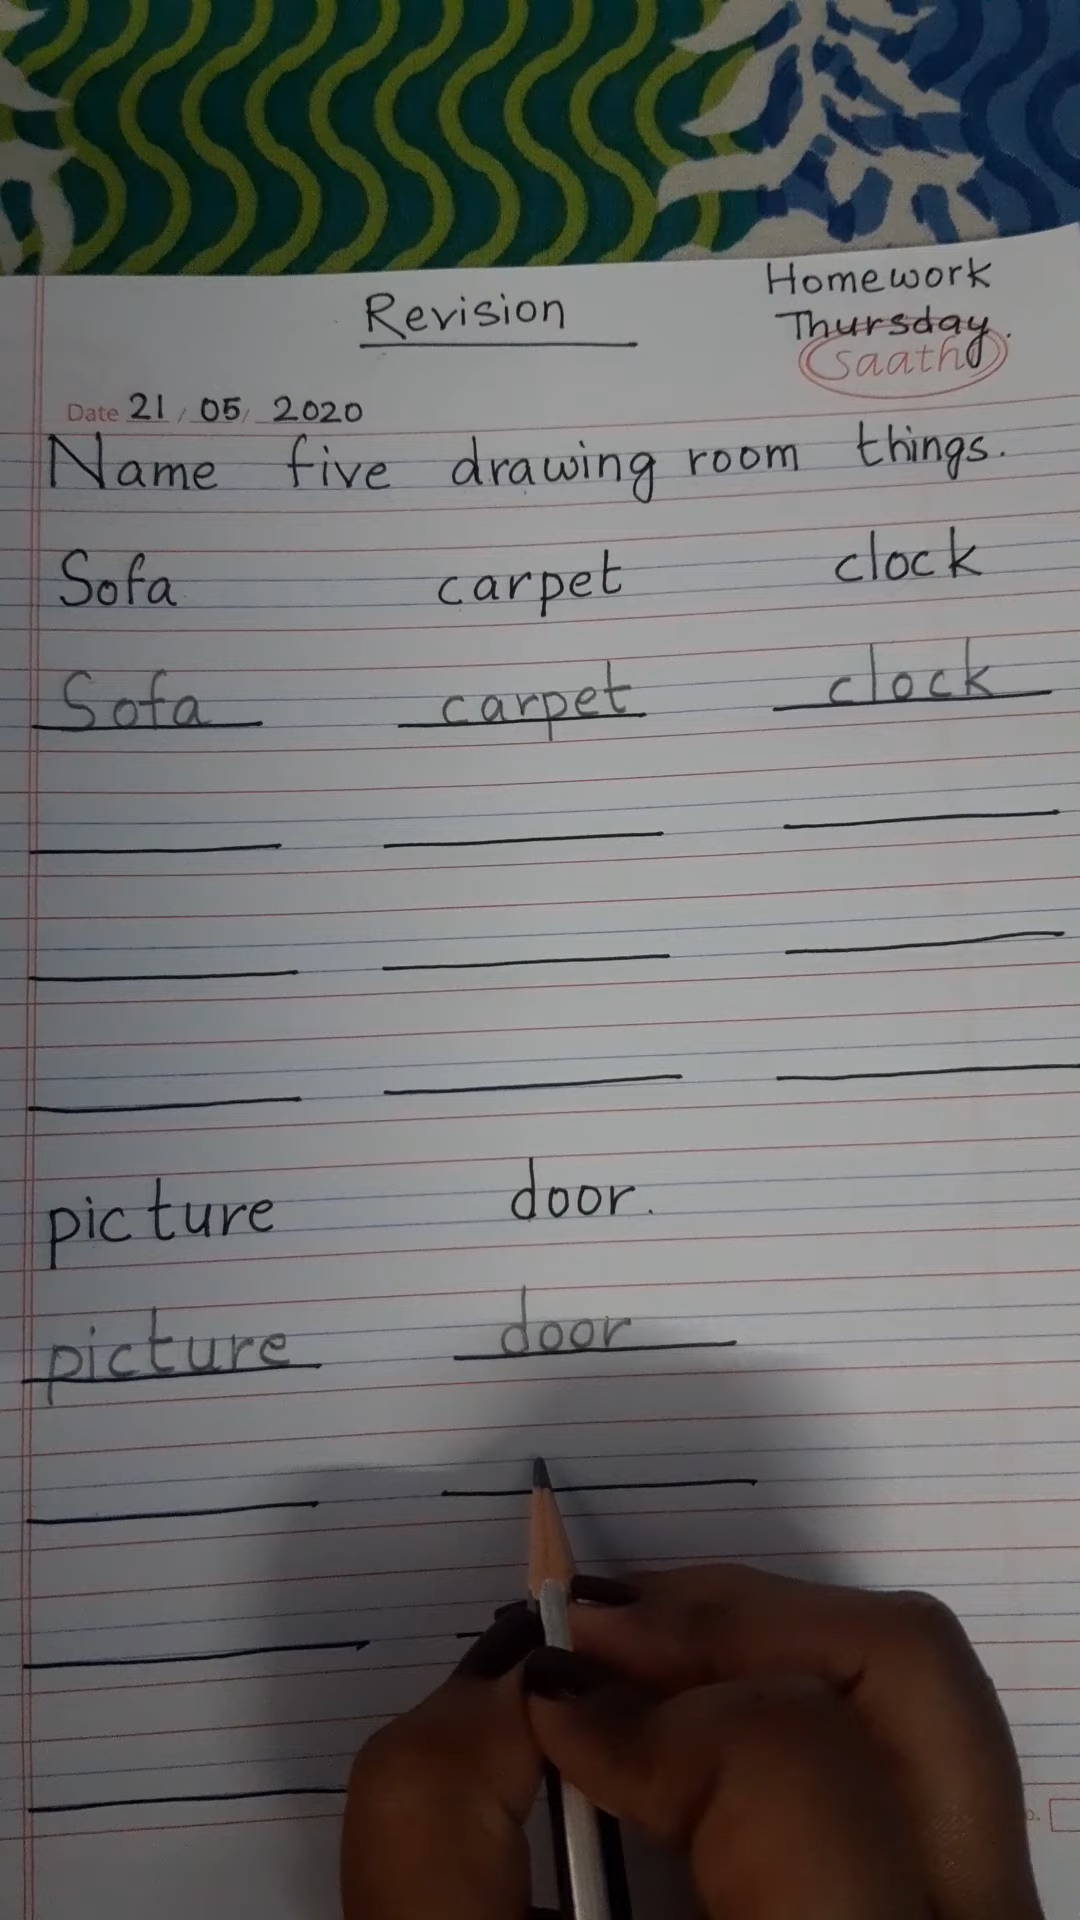 Homework
Revision
Thursday.
saathi
Date 21/05/2020
Name five drawing room things.
Sofa carpet clock
Sofa carpet clock
picture door.
picture door